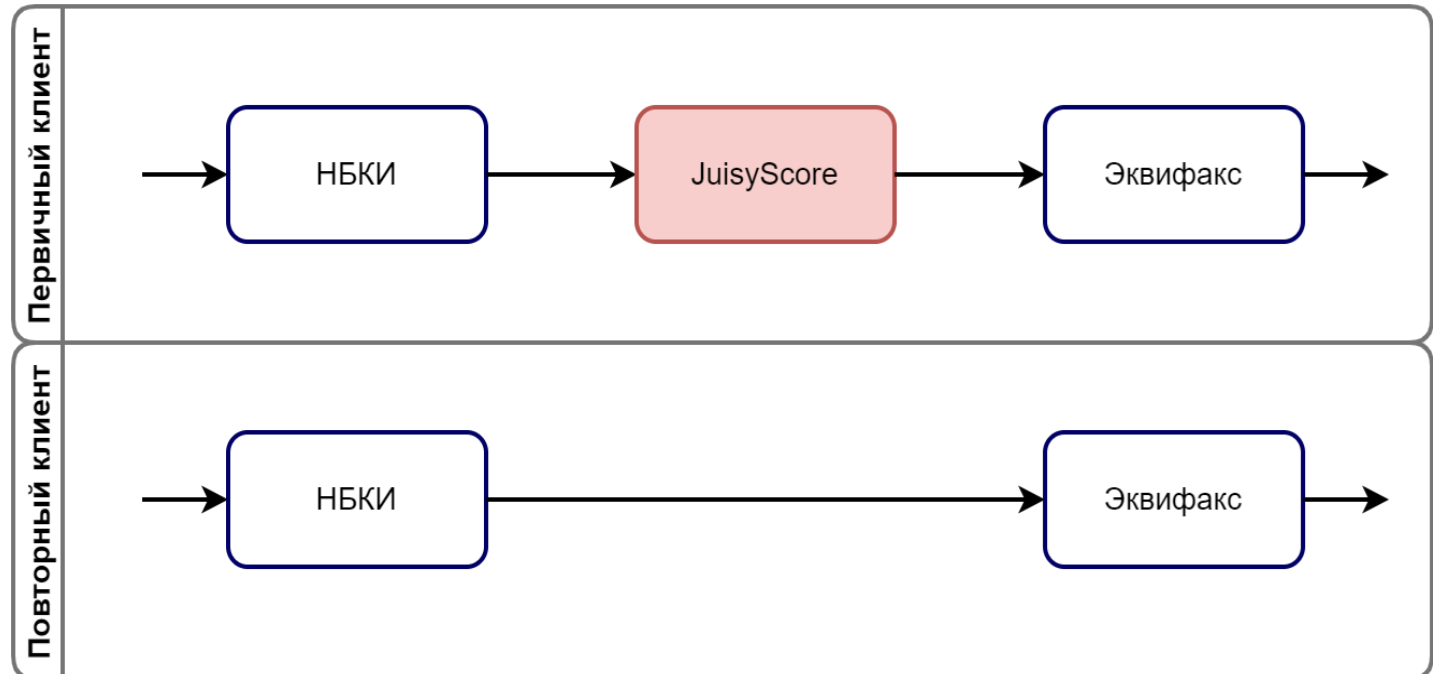 Первичный клиент
НБКИ
JuisyScore
Эквифакс
Повторный клиент
НБКИ
Эквифакс